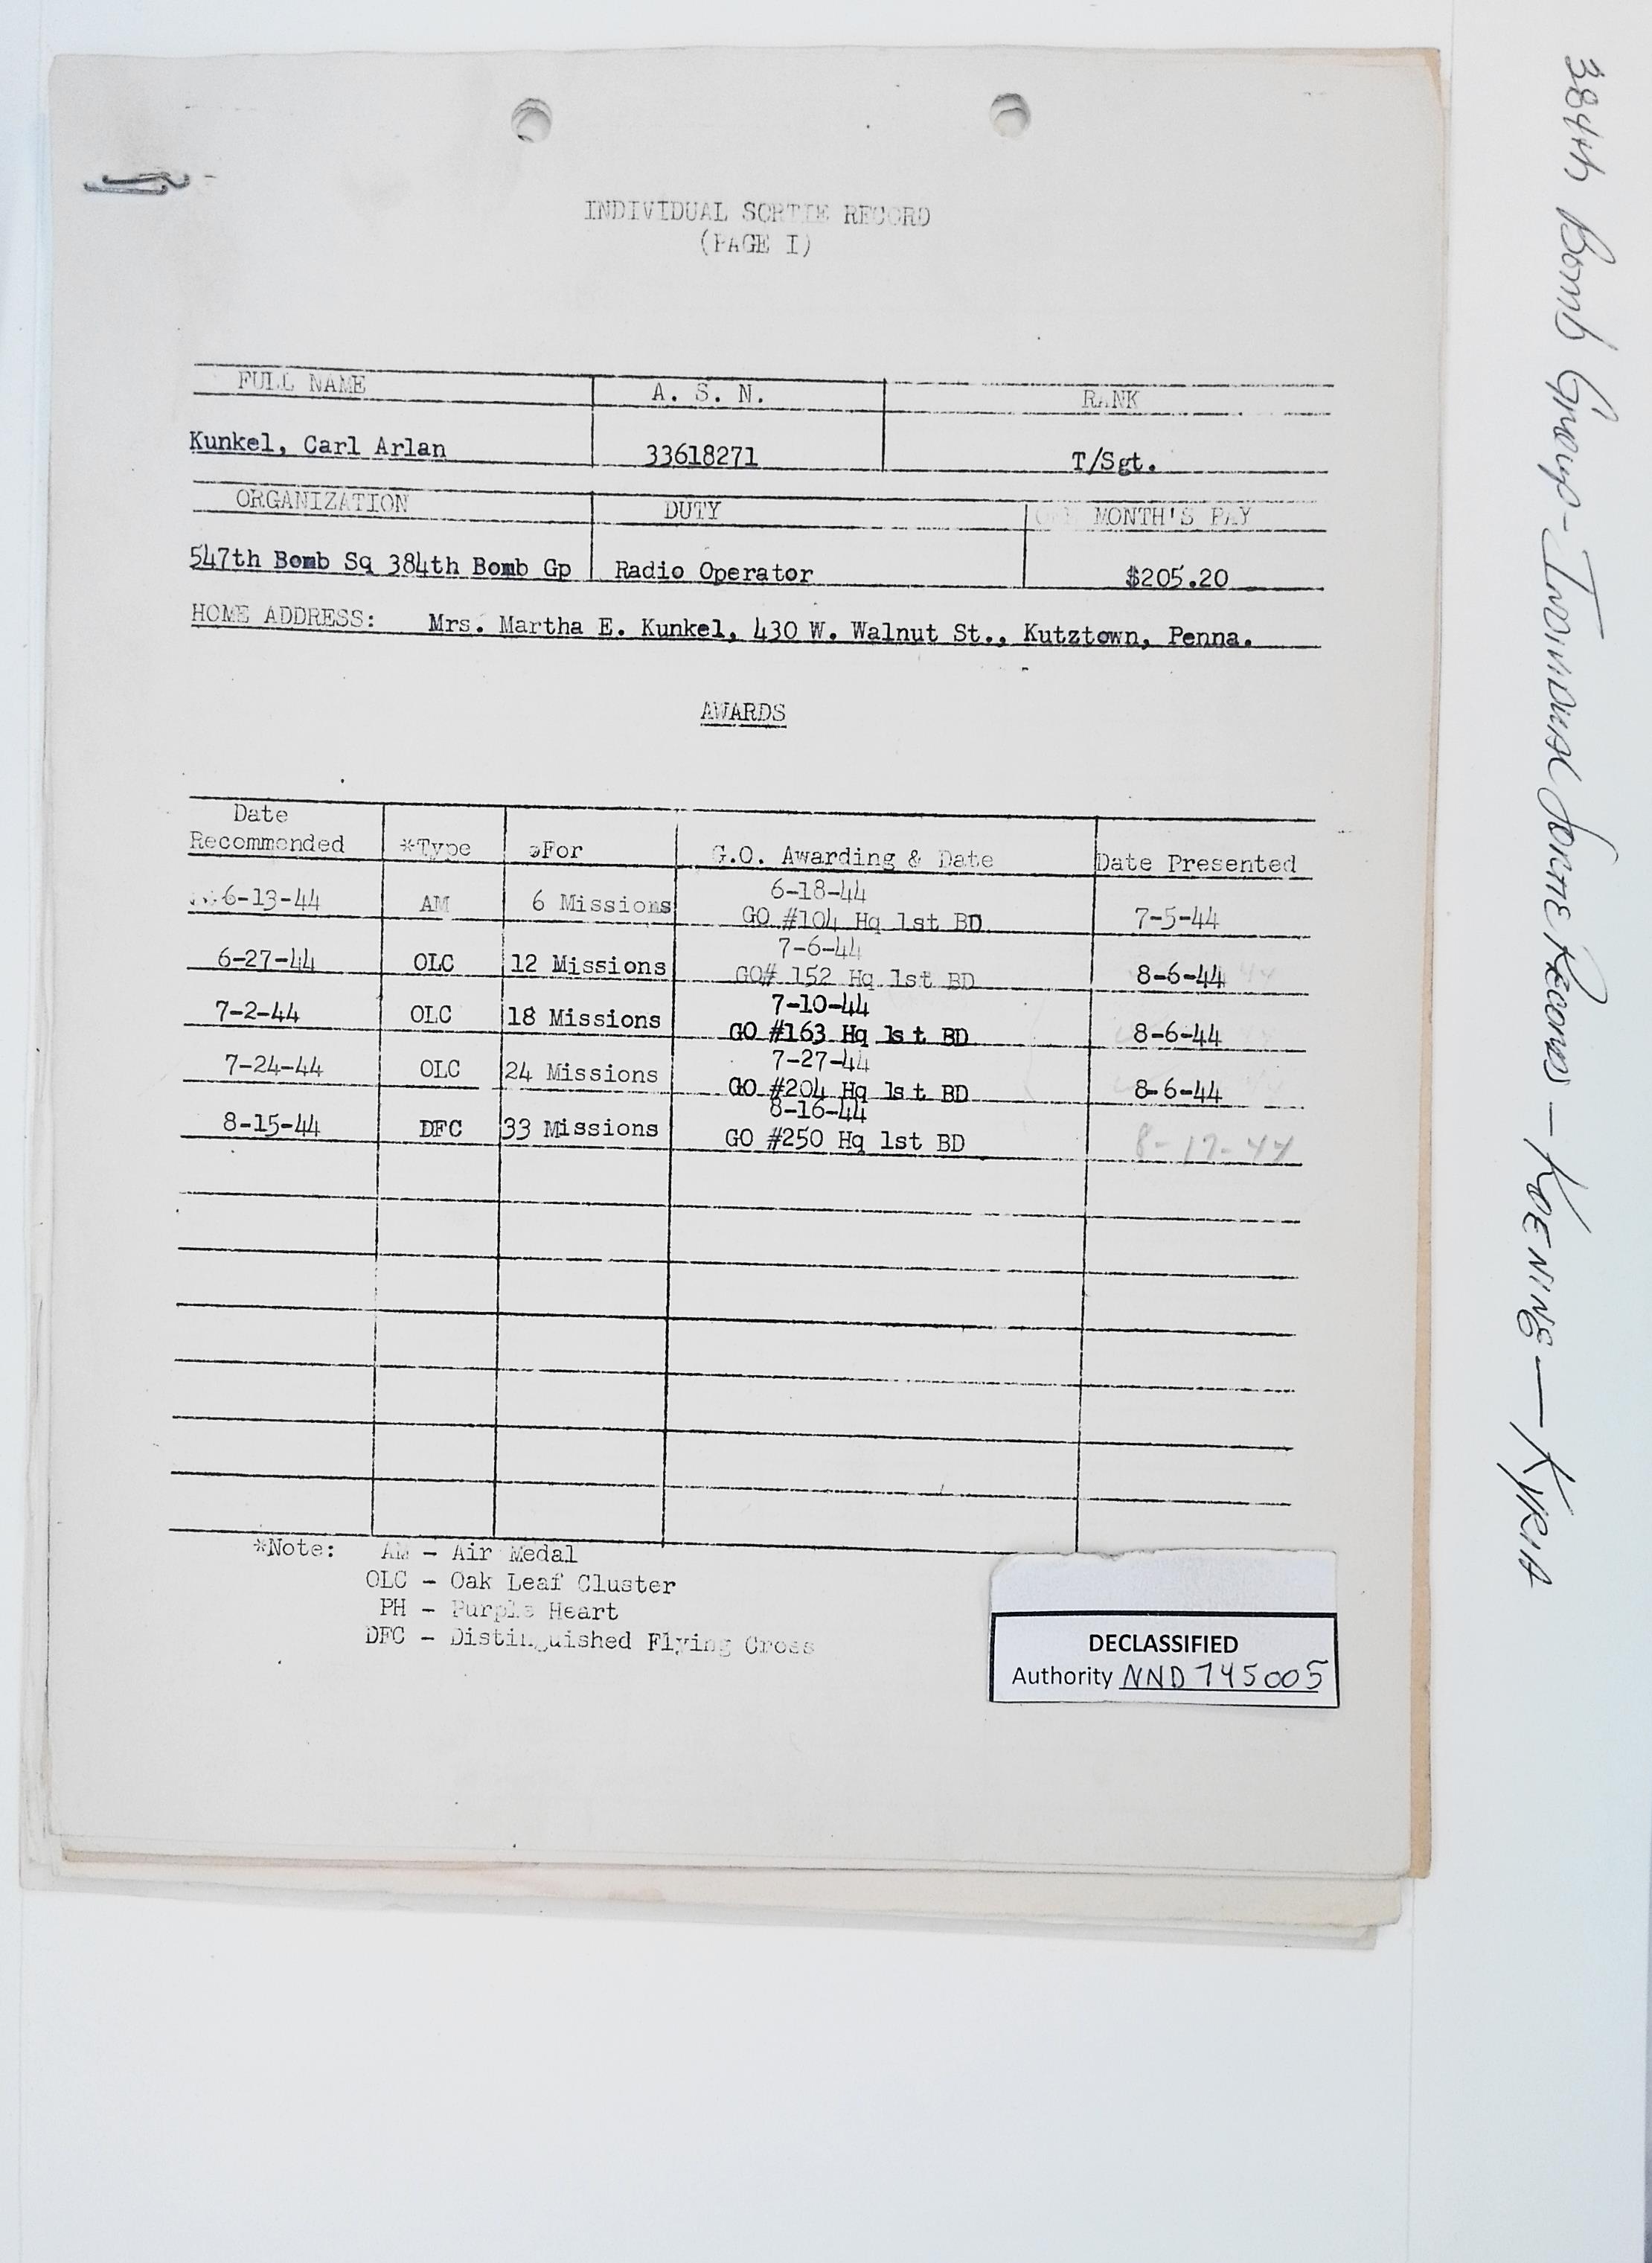 INDIVIDUAL SORTIE RECORD
(PAGE I)
FULL NAME A. S. N. RANK
Kunkel, Carl Arlan 33618271 T/Sgt.
ORGANIZATION DUTY MONTH'S PAY
547th Bomb Sq 384th Bomb Gp Radio Operator $205.20
HOME ADDRESS: Mrs. Martha E. Kunkel, 430 W. Walnut St., Kutztown, Penna.
AWARDS
Date
Recommended *Type *For G.O. Awarding & Date Date Presented
6-18-44
6-13-44 AM 6 Missions GO #104 Hq 1st BD 7-5-44
7-6-44
6-27-44 OLC 12 Missions GO# 152 Hq 1st BD 8-6-44
7-10-44
7-2-44 OLC 18 Missions GO #163 Hq 1st BD 8-6-44
7-27-44
7-24-44 OLC 24 Missions GO #204 Hq 1st BD 8-6-44
8-16-44
8-15-44 DFC 33 Missions GO #250 Hq 1st BD 8-17-44
*Note: AM - Air Medal
OLC - Oak Leaf Cluster
PH - Purple Heart
DFC - Distinguished Flying Cross
DECLASSIFIED
Authority NND 745005
384th Bomb Group - Individual Sortie Records - KOENING - KYRIA